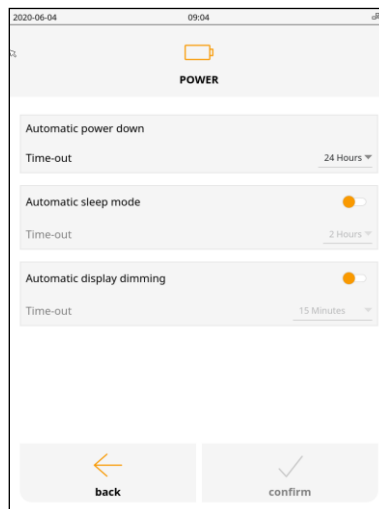 2020-06-04 09:04
POWER
Automatic power down
Time-out 24 Hours
Automatic sleep mode
Time-out 2 Hours
Automatic display dimming
Time-out 15 Minutes
back confirm